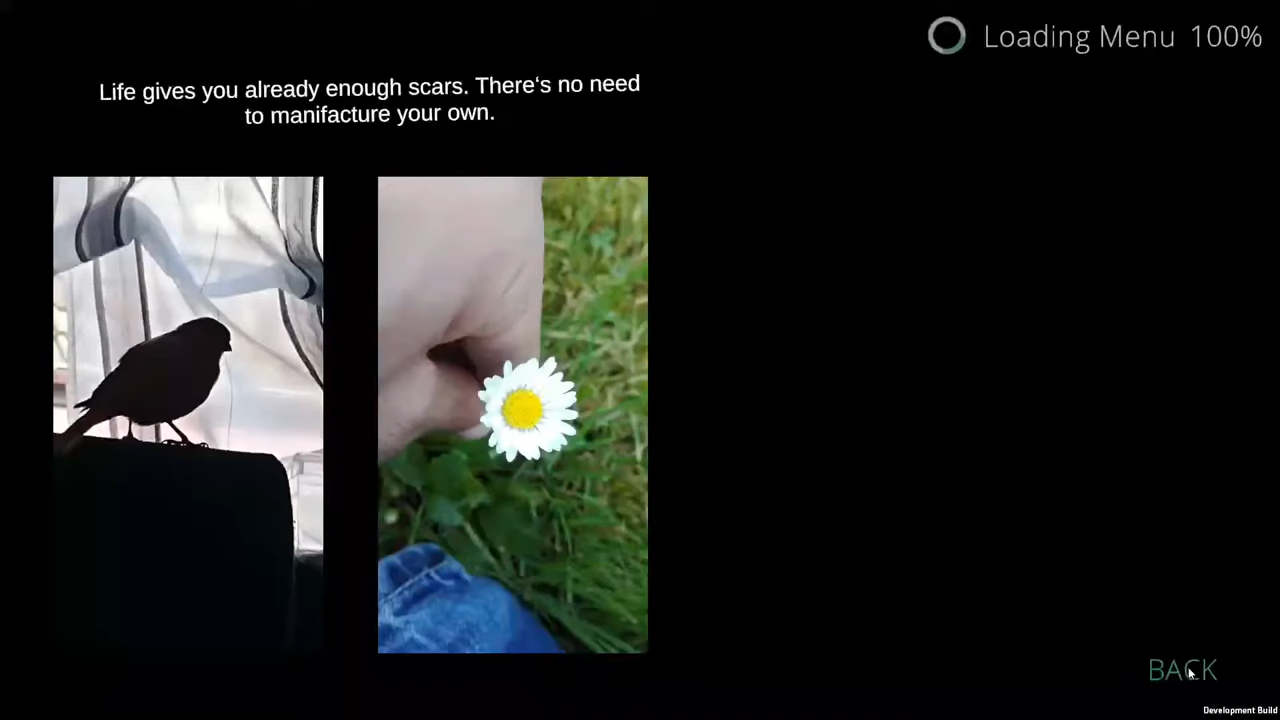 Loading Menu 100%
Life gives you already enough scars. There‘s no need
to manifacture your own.
BACK
Development Build